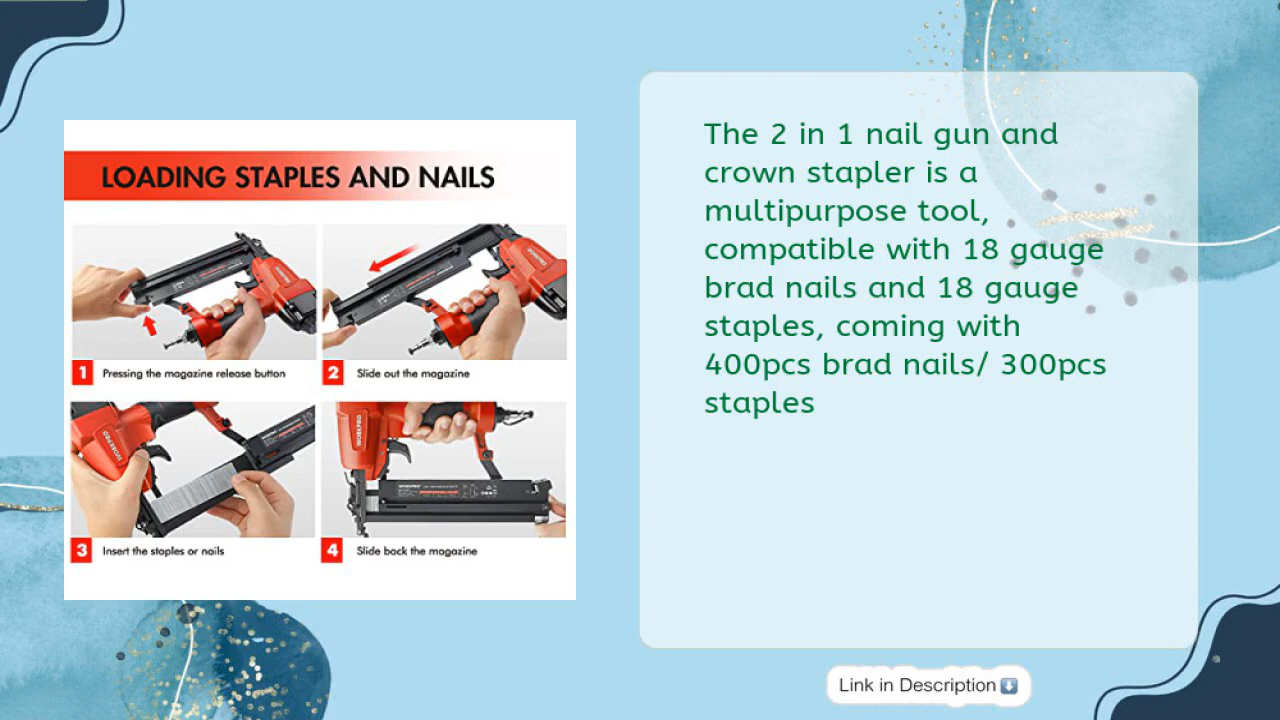 LOADING STAPLES AND NAILS
WORKPRO
1 Pressing the magazine release button
2 Slide out the magazine
WORKPRO
WORKPRO
3 Insert the staples or nails
4 Slide back the magazine
The 2 in 1 nail gun and
crown stapler is a
multipurpose tool,
compatible with 18 gauge
brad nails and 18 gauge
staples, coming with
400pcs brad nails/ 300pcs
staples
Link in Description